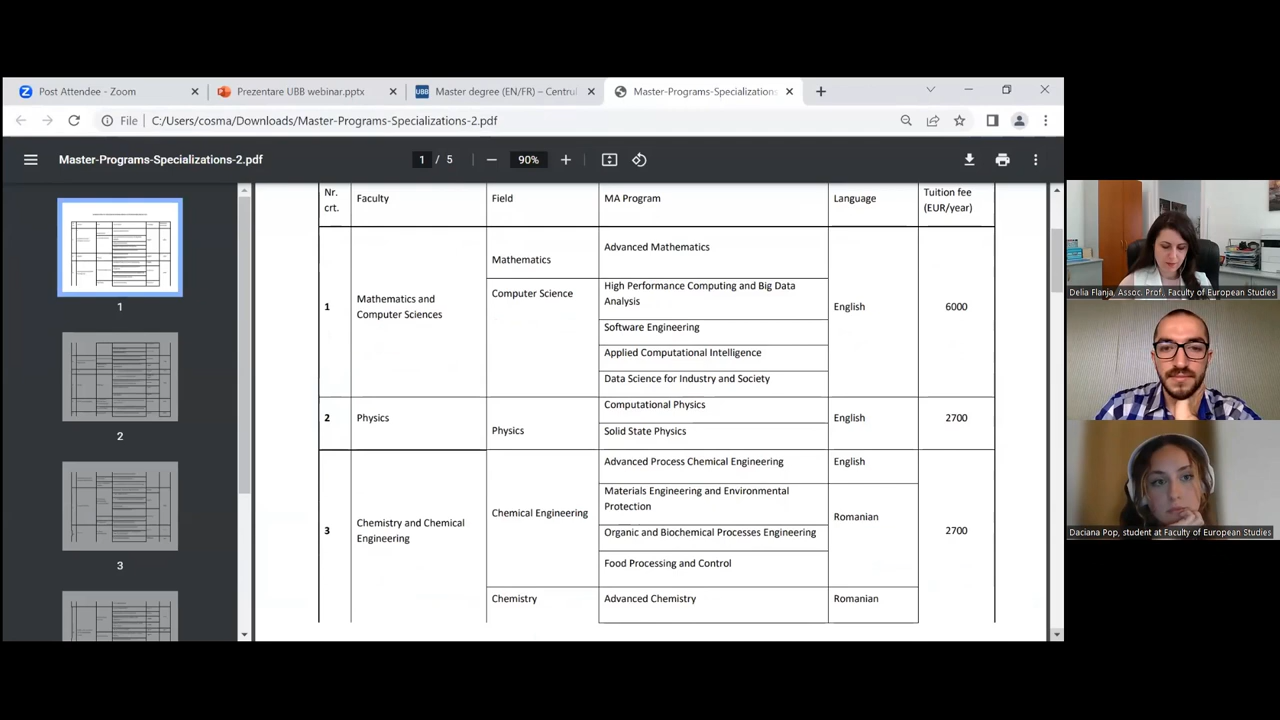 Post Attendee - Zoom
Prezentare UBB webinar.pptx
Master degree (EN/FR) – Centrul
Master-Programs-Specializations-
File
C:/Users/cosma/Downloads/Master-Programs-Specializations-2.pdf
Master-Programs-Specializations-2.pdf
1 / 5
90%
1
2
3
Nr. crt.
Faculty
Field
MA Program
Language
Tuition fee
(EUR/year)
1
Mathematics and
Computer Sciences
Mathematics
Advanced Mathematics
Computer Science
High Performance Computing and Big Data
Analysis
Software Engineering
Applied Computational Intelligence
Data Science for Industry and Society
English
6000
2
Physics
Physics
Computational Physics
Solid State Physics
English
2700
3
Chemistry and Chemical
Engineering
Chemical Engineering
Advanced Process Chemical Engineering
English
Materials Engineering and Environmental
Protection
Organic and Biochemical Processes Engineering
Food Processing and Control
Romanian
2700
Chemistry
Advanced Chemistry
Romanian
Delia Flanja, Assoc. Prof., Faculty of European Studies
Daciana Pop, student at Faculty of European Studies